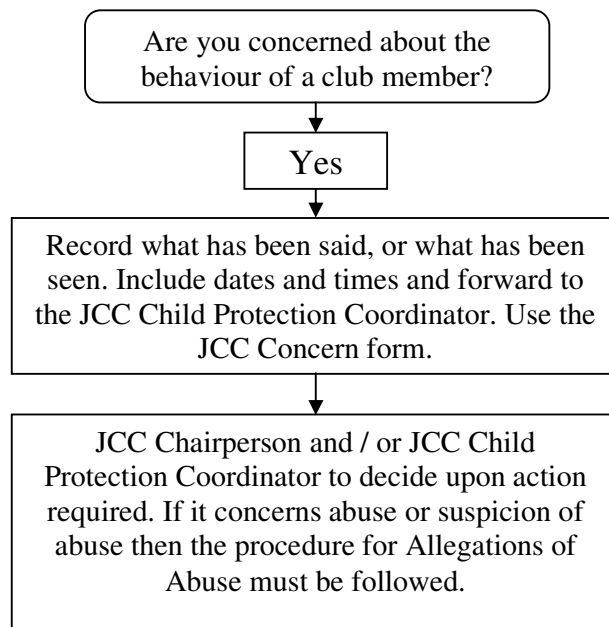 Are you concerned about the
behaviour of a club member?
Yes
Record what has been said, or what has been
seen. Include dates and times and forward to
the JCC Child Protection Coordinator. Use the
JCC Concern form.
JCC Chairperson and / or JCC Child
Protection Coordinator to decide upon action
required. If it concerns abuse or suspicion of
abuse then the procedure for Allegations of
Abuse must be followed.